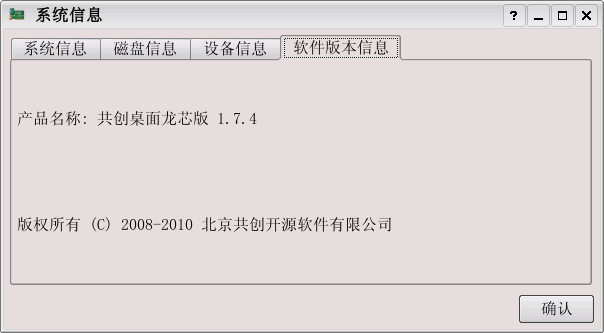 系统信息
?
系统信息 磁盘信息 设备信息 软件版本信息
产品名称: 共创桌面龙芯版 1.7.4
版权所有 (C) 2008-2010 北京共创开源软件有限公司
确认